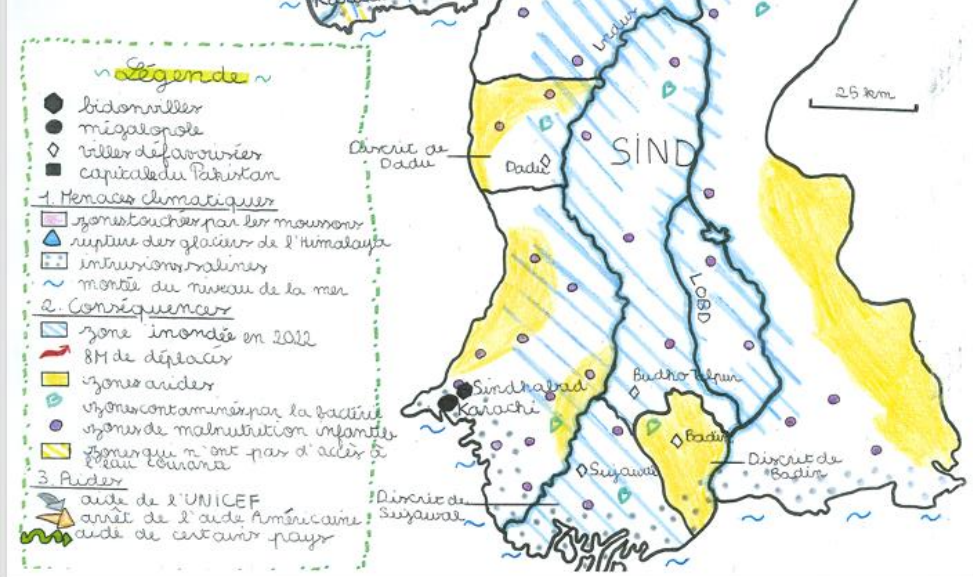 Légende
bidonvilles
mégalopole
villes défavorisées
capitale du Pakistan
1. Menaces climatiques
zones touchées par les moussons
rupture des glaciers de l'Himalaya
intrusions salines
montée du niveau de la mer
2. Conséquences
zone inondée en 2022
8M de déplacés
zones arides
zones contaminées par la bactérie
zones de malnutrition infantile
zones qui n'ont pas d'accès à
l'eau courante
3. Aides
aide de l'UNICEF
arrêt de l'aide Américaine
aide de certains pays
Indus
25 km
SIND
Discrit de
Dadu
Dadu
LOBD
Sindhabad
Karachi
Budho Talpur
Badin
Discrit de
Badin
Sujawal
Discrit de
Sujawal